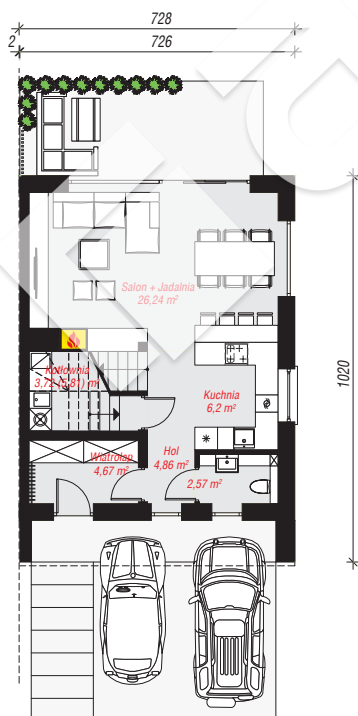 728
2
726
Salon + Jadalnia
26,24 m²
1020
Kotłownia
3,72 (5,81) m²
Kuchnia
6,2 m²
Hol
4,86 m²
Wiatrołap
4,67 m²
2,57 m²